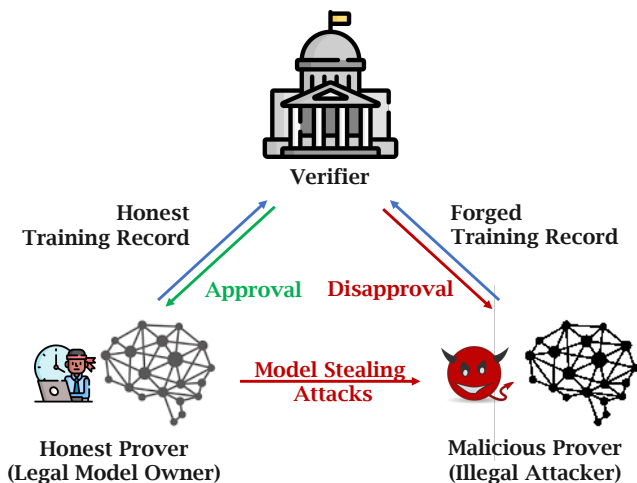 Verifier
Honest
Training Record
Forged
Training Record
Approval
Disapproval
Model Stealing
Attacks
Honest Prover
(Legal Model Owner)
Malicious Prover
(Illegal Attacker)